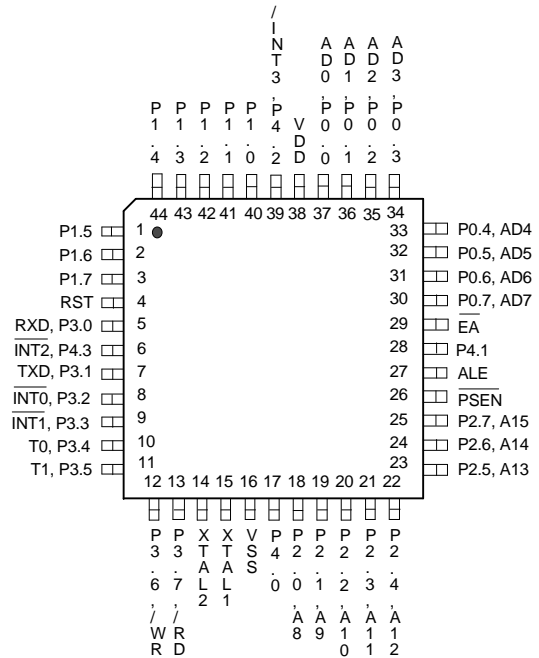 /INT3,P4.2
AD0,P0.0
AD1,P0.1
AD2,P0.2
AD3,P0.3
P1.4
P1.3
P1.2
P1.1
P1.0
VDD
44
43
42
41
40
39
38
37
36
35
34
P1.5 1
P1.6 2
P1.7 3
RST 4
RXD, P3.0 5
INT2, P4.3 6
TXD, P3.1 7
INT0, P3.2 8
INT1, P3.3 9
T0, P3.4 10
T1, P3.5 11
33 P0.4, AD4
32 P0.5, AD5
31 P0.6, AD6
30 P0.7, AD7
29 EA
28 P4.1
27 ALE
26 PSEN
25 P2.7, A15
24 P2.6, A14
23 P2.5, A13
12
13
14
15
16
17
18
19
20
21
22
P3.6,/WR
P3.7,/RD
XTAL2
XTAL1
VSS
P4.0
P2.0,A8
P2.1,A9
P2.2,A10
P2.3,A11
P2.4,A12